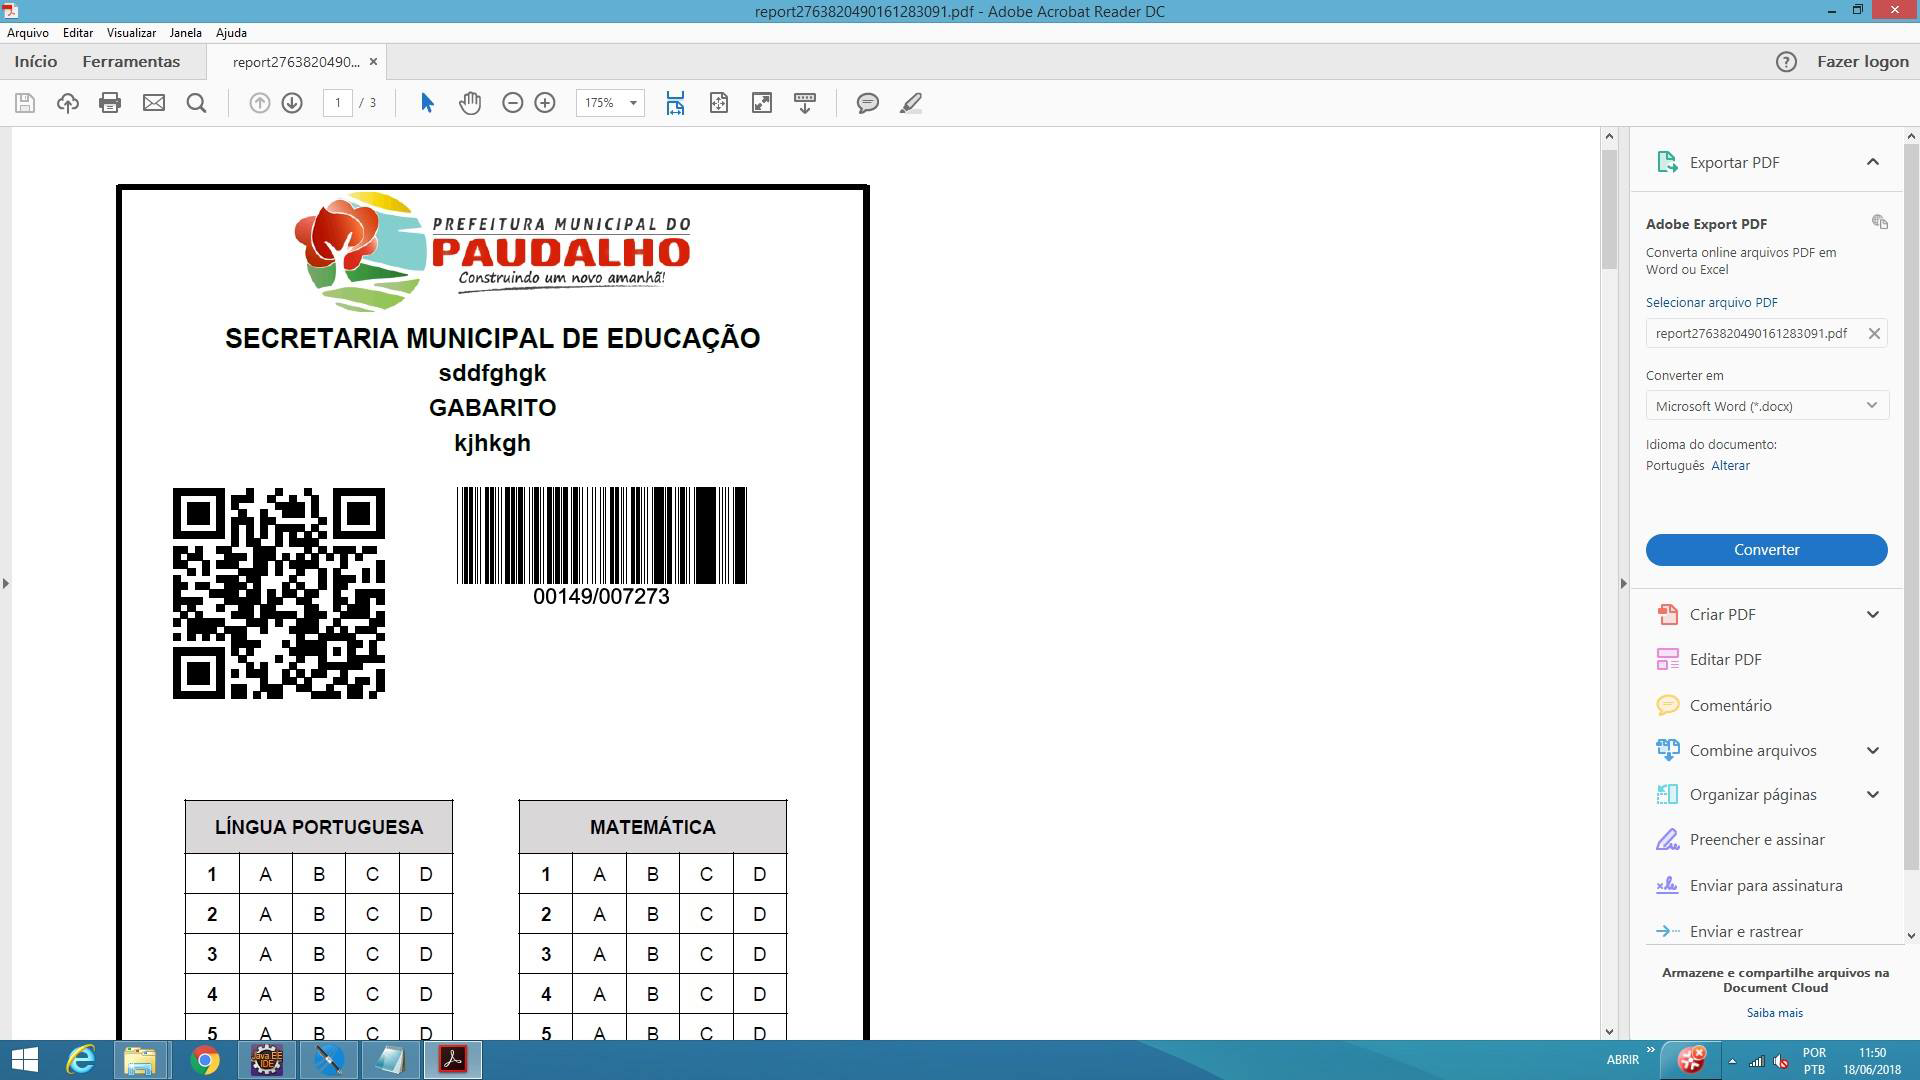 report2763820490161283091.pdf - Adobe Acrobat Reader DC
Arquivo Editar Visualizar Janela Ajuda
Início Ferramentas report2763820490... × ? Fazer logon
1 / 3 175%
Exportar PDF
Adobe Export PDF
Converta online arquivos PDF em
Word ou Excel
Selecionar arquivo PDF
report2763820490161283091.pdf
Converter em
Microsoft Word (*.docx)
Idioma do documento:
Português Alterar
Converter
Criar PDF
Editar PDF
Comentário
Combine arquivos
Organizar páginas
Preencher e assinar
Enviar para assinatura
Enviar e rastrear
Armazene e compartilhe arquivos na
Document Cloud
Saiba mais
PREFEITURA MUNICIPAL DO
PAUDALHO
Construindo um novo amanhã!
SECRETARIA MUNICIPAL DE EDUCAÇÃO
sddfghgk
GABARITO
kjhkgh
00149/007273
LÍNGUA PORTUGUESA MATEMÁTICA
1 A B C D 1 A B C D
2 A B C D 2 A B C D
3 A B C D 3 A B C D
4 A B C D 4 A B C D
5 A B C D 5 A B C D
Java EE
IDE
ABRIR
POR
PTB
11:50
18/06/2018